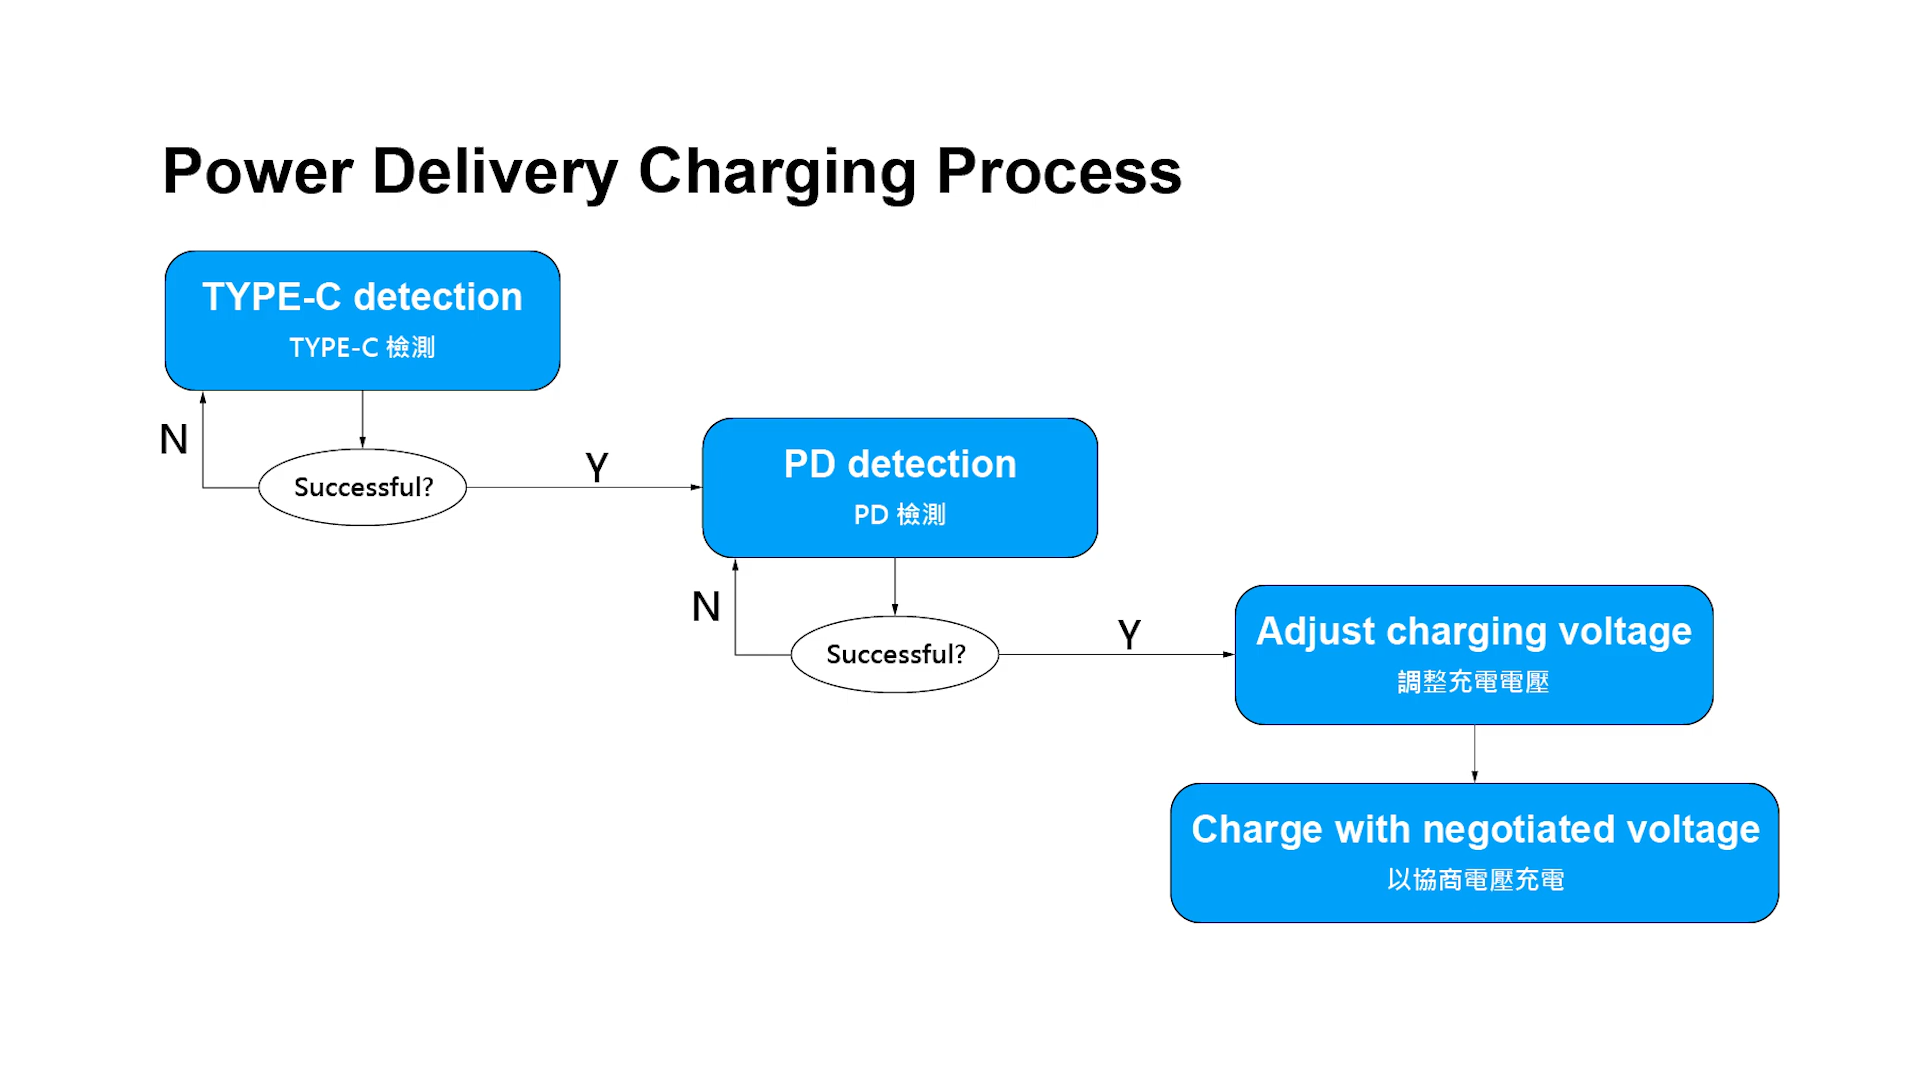 Power Delivery Charging Process
TYPE-C detection
TYPE-C 檢測
N
Successful?
Y
PD detection
PD 檢測
N
Successful?
Y
Adjust charging voltage
調整充電電壓
Charge with negotiated voltage
以協商電壓充電